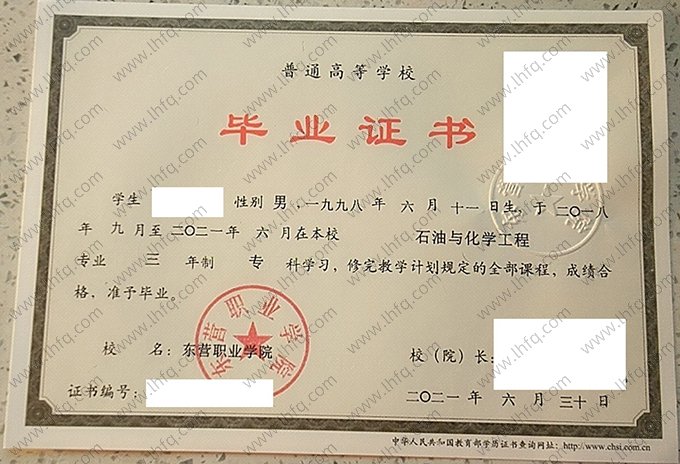 普通高等学校
毕业证书
学生 性别 男，一九九八 年 六 月 十一 日生，于 二〇一八
年 九 月至 二〇二一 年 六 月在本校 石油与化学工程
专业 三 年制 专 科学习，修完教学计划规定的全部课程，成绩合
格，准予毕业。
校 名：东营职业学院 校（院）长：
东营职业学院
证书编号： 二〇二一 年 六 月 三十 日
中华人民共和国教育部学历证书查询网址：http://www.chsi.com.cn
www.lhfq.com